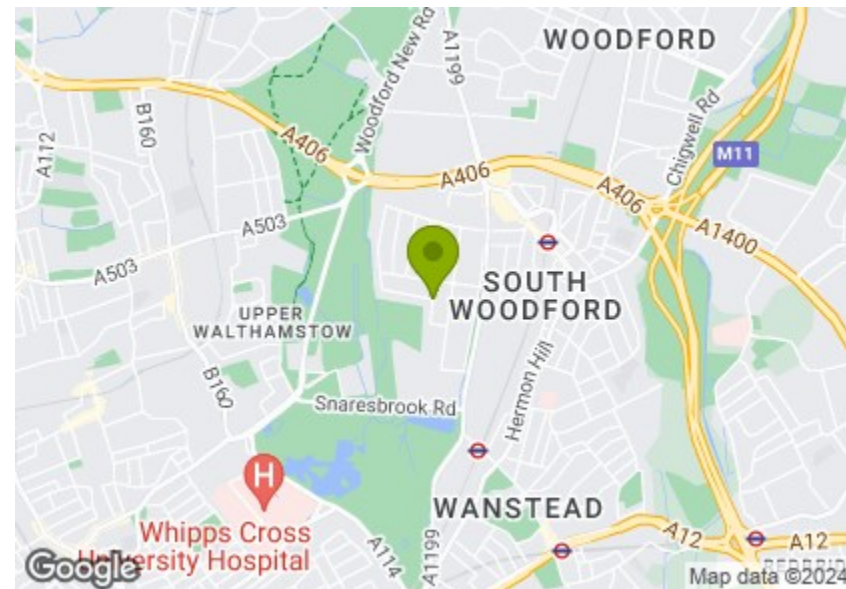 WOODFORD
Woodford New Rd
A1199
Chigwell Rd
B160
A112
A406
M11
A406
A406
A503
A1400
A503
SOUTH
WOODFORD
UPPER
WALTHAMSTOW
B160
Hermon Hill
Snaresbrook Rd
H
WANSTEAD
Whipps Cross
University Hospital
A114
A1199
A12
A12
REDBRID
Google
Map data ©2024